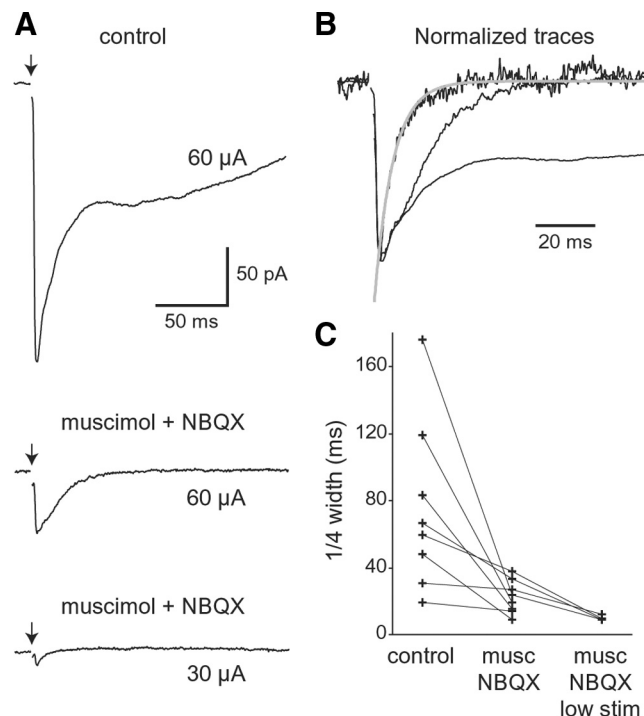 A
control
60 µA
50 pA
50 ms
muscimol + NBQX
60 µA
muscimol + NBQX
30 µA
B
Normalized traces
20 ms
C
1/4 width (ms)
160
120
80
40
0
control
musc
NBQX
musc
NBQX
low stim